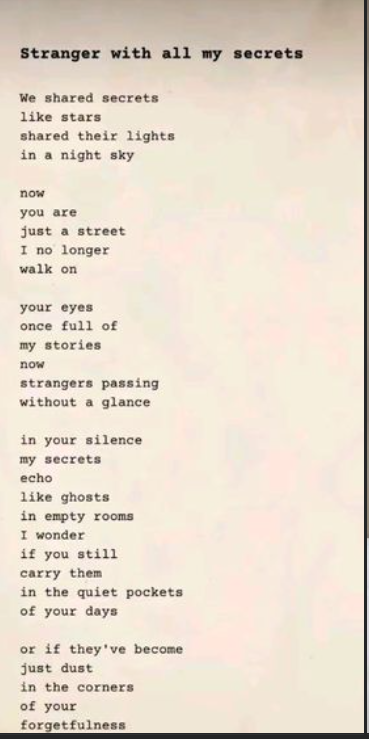 Stranger with all my secrets
We shared secrets
like stars
shared their lights
in a night sky
now
you are
just a street
I no longer
walk on
your eyes
once full of
my stories
now
strangers passing
without a glance
in your silence
my secrets
echo
like ghosts
in empty rooms
I wonder
if you still
carry them
in the quiet pockets
of your days
or if they've become
just dust
in the corners
of your
forgetfulness